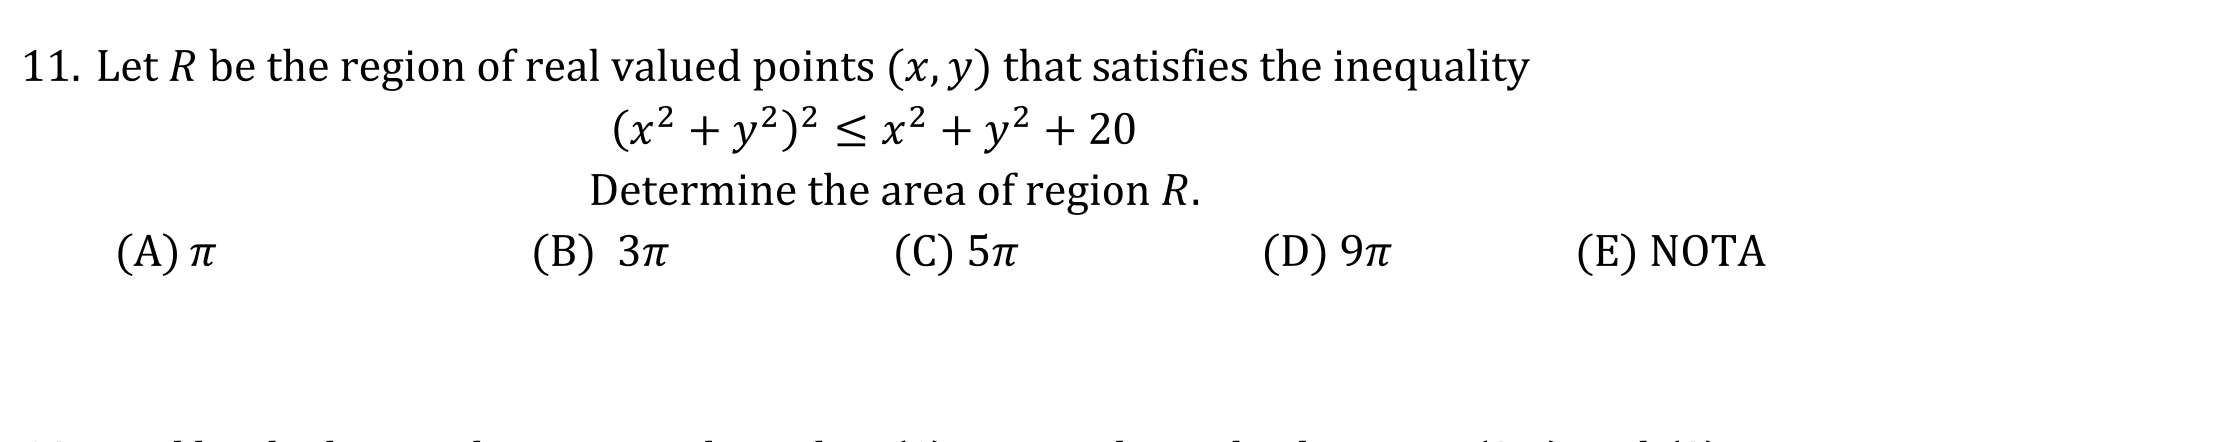 11. Let R be the region of real valued points (x, y) that satisfies the inequality
(x² + y²)² ≤ x² + y² + 20
Determine the area of region R.
(A) π (B) 3π (C) 5π (D) 9π (E) NOTA